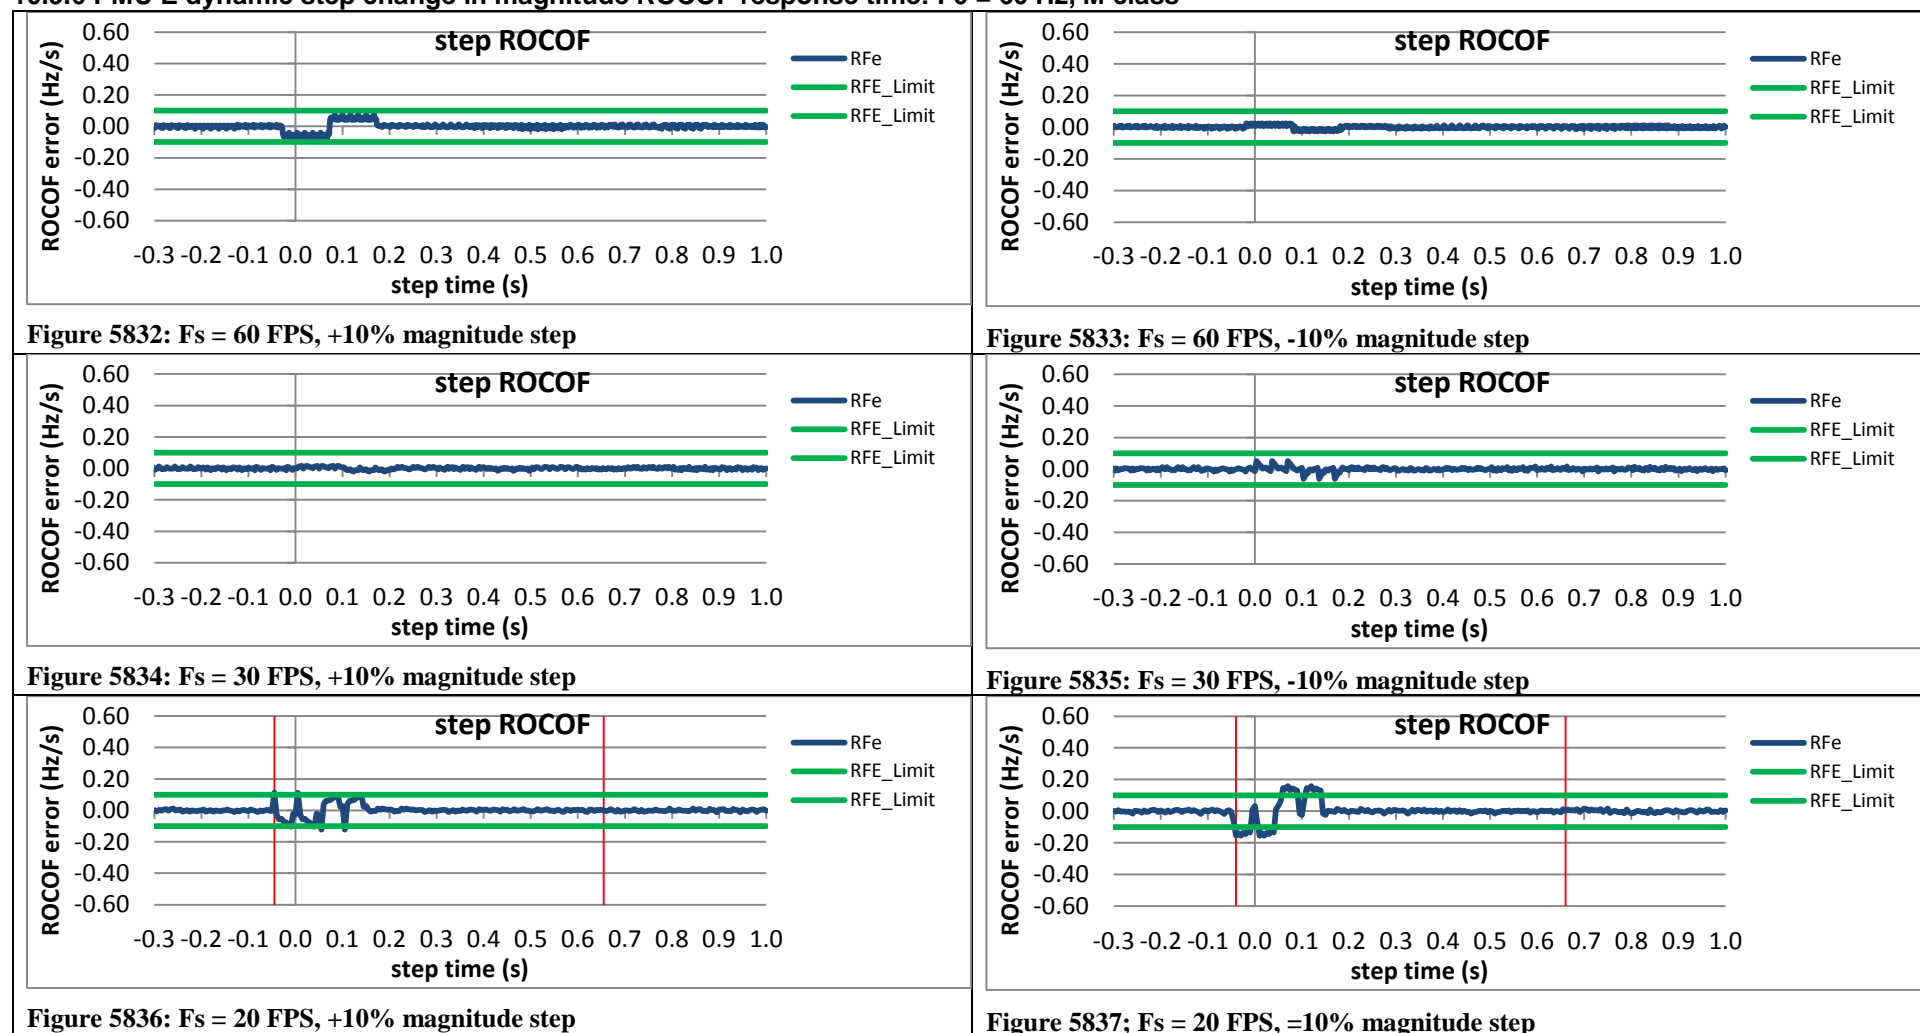 step ROCOF
ROCOF error (Hz/s)
0.60
0.40
0.20
0.00
-0.20
-0.40
-0.60
-0.3 -0.2 -0.1 0.0 0.1 0.2 0.3 0.4 0.5 0.6 0.7 0.8 0.9 1.0
step time (s)
RFe
RFE_Limit
RFE_Limit
Figure 5832: Fs = 60 FPS, +10% magnitude step
step ROCOF
ROCOF error (Hz/s)
0.60
0.40
0.20
0.00
-0.20
-0.40
-0.60
-0.3 -0.2 -0.1 0.0 0.1 0.2 0.3 0.4 0.5 0.6 0.7 0.8 0.9 1.0
step time (s)
RFe
RFE_Limit
RFE_Limit
Figure 5833: Fs = 60 FPS, -10% magnitude step
step ROCOF
ROCOF error (Hz/s)
0.60
0.40
0.20
0.00
-0.20
-0.40
-0.60
-0.3 -0.2 -0.1 0.0 0.1 0.2 0.3 0.4 0.5 0.6 0.7 0.8 0.9 1.0
step time (s)
RFe
RFE_Limit
RFE_Limit
Figure 5834: Fs = 30 FPS, +10% magnitude step
step ROCOF
ROCOF error (Hz/s)
0.60
0.40
0.20
0.00
-0.20
-0.40
-0.60
-0.3 -0.2 -0.1 0.0 0.1 0.2 0.3 0.4 0.5 0.6 0.7 0.8 0.9 1.0
step time (s)
RFe
RFE_Limit
RFE_Limit
Figure 5835: Fs = 30 FPS, -10% magnitude step
step ROCOF
ROCOF error (Hz/s)
0.60
0.40
0.20
0.00
-0.20
-0.40
-0.60
-0.3 -0.2 -0.1 0.0 0.1 0.2 0.3 0.4 0.5 0.6 0.7 0.8 0.9 1.0
step time (s)
RFe
RFE_Limit
RFE_Limit
Figure 5836: Fs = 20 FPS, +10% magnitude step
step ROCOF
ROCOF error (Hz/s)
0.60
0.40
0.20
0.00
-0.20
-0.40
-0.60
-0.3 -0.2 -0.1 0.0 0.1 0.2 0.3 0.4 0.5 0.6 0.7 0.8 0.9 1.0
step time (s)
RFe
RFE_Limit
RFE_Limit
Figure 5837; Fs = 20 FPS, =10% magnitude step